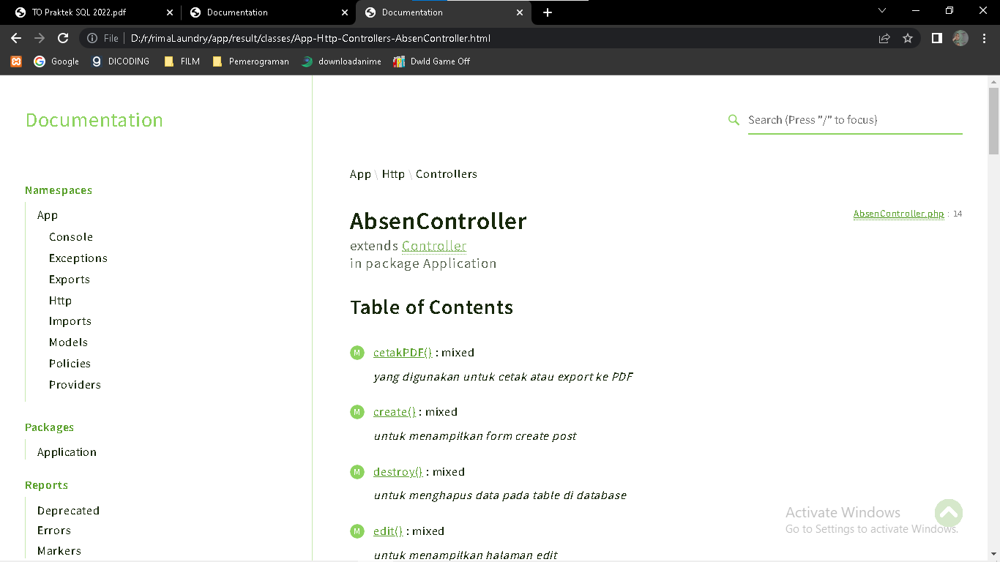 TO Praktek SQL 2022.pdf
Documentation
Documentation
File
D:/r/rimaLaundry/app/result/classes/App-Http-Controllers-AbsenController.html
Google
DICODING
FILM
Pemerograman
downloadanime
Dwld Game Off
Documentation
Search (Press "/" to focus)
Namespaces
App
Console
Exceptions
Exports
Http
Imports
Models
Policies
Providers
Packages
Application
Reports
Deprecated
Errors
Markers
App \ Http \ Controllers
AbsenController
AbsenController.php : 14
extends Controller
in package Application
Table of Contents
M cetakPDF() : mixed
yang digunakan untuk cetak atau export ke PDF
M create() : mixed
untuk menampilkan form create post
M destroy() : mixed
untuk menghapus data pada table di database
M edit() : mixed
untuk menampilkan halaman edit
Activate Windows
Go to Settings to activate Windows.